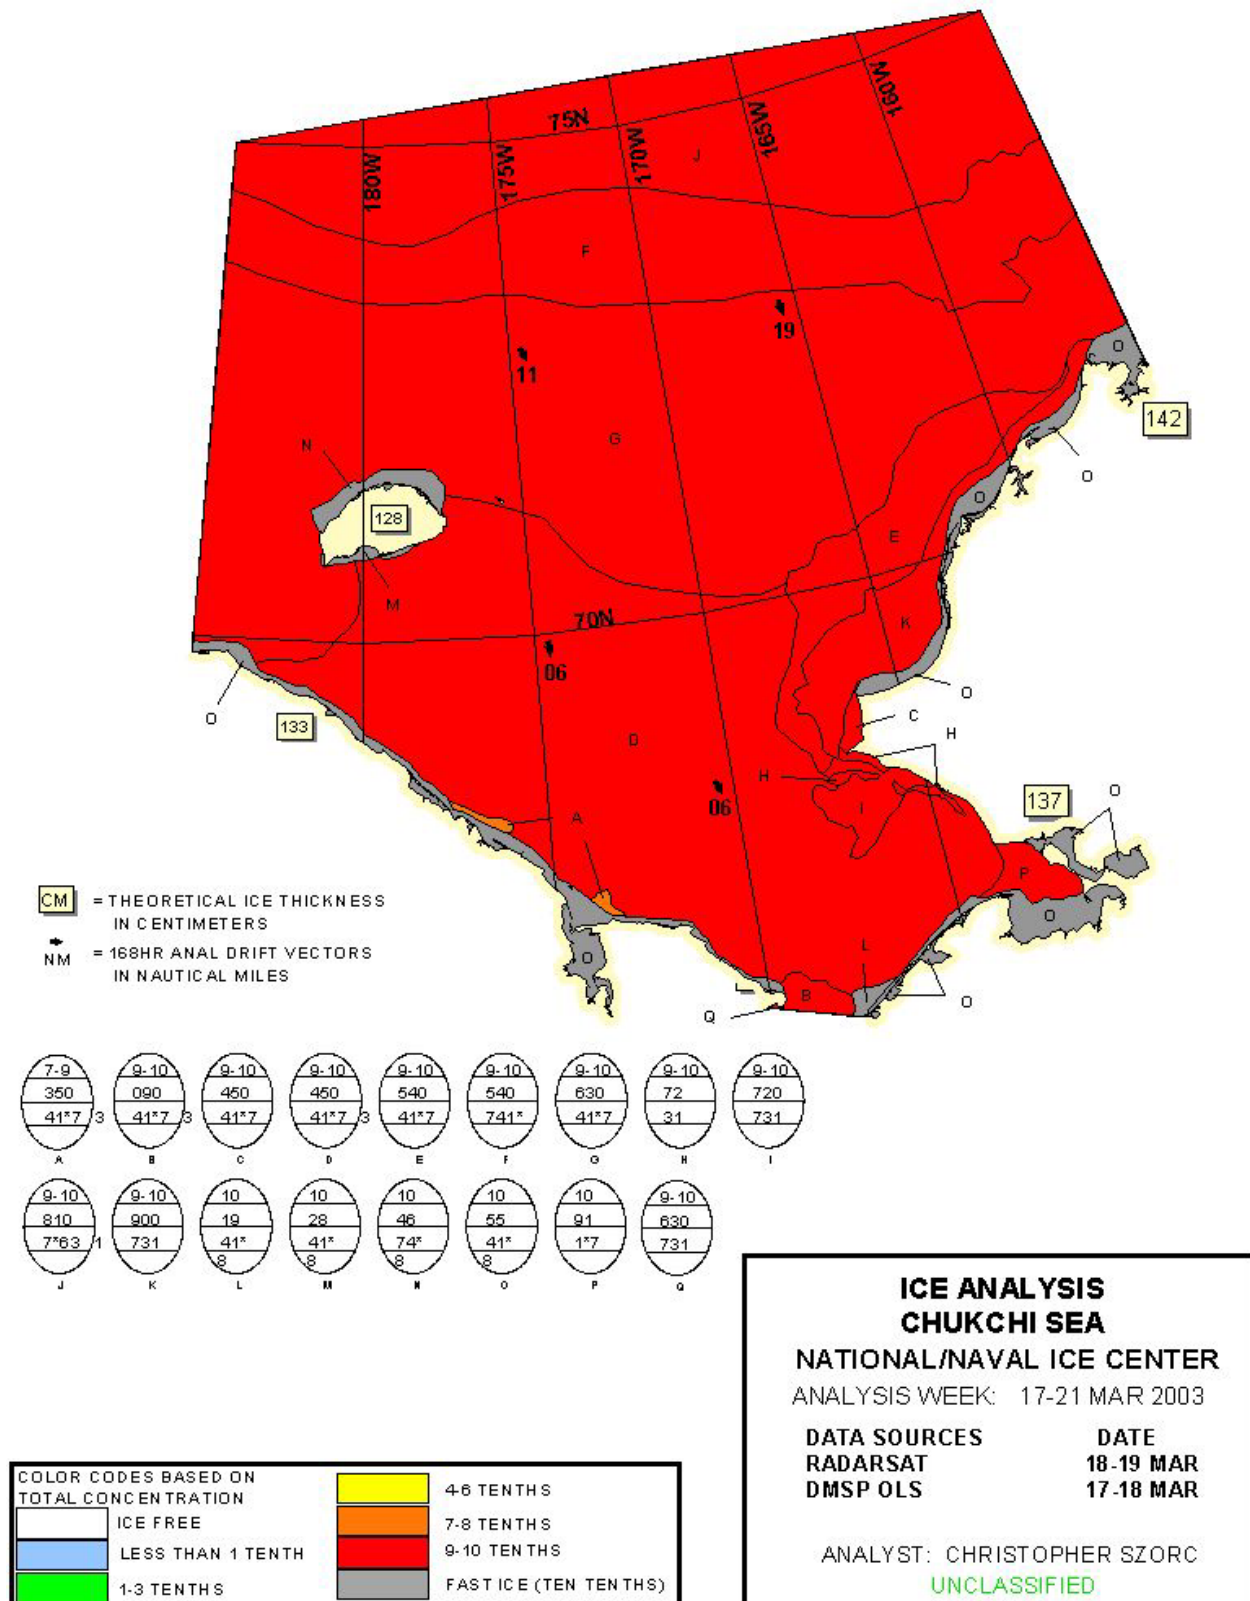 75N
180W
175W
170W
165W
160W
J
F
19
11
O
142
G
N
O
128
O
E
M
70N
K
06
O
O
133
C
D
H
H
06
I
137
O
A
P
CM = THEORETICAL ICE THICKNESS
IN CENTIMETERS
O
NM = 168HR ANAL DRIFT VECTORS
IN NAUTICAL MILES
L
O
B
O
Q
7-9 9-10 9-10 9-10 9-10 9-10 9-10 9-10 9-10
350 090 450 450 540 540 630 72 720
41*7 3 41*7 3 41*7 41*7 3 41*7 741* 41*7 31 731
A B C D E F G H I
9-10 9-10 10 10 10 10 10 9-10
810 900 19 28 46 55 91 630
7*63 1 731 41* 41* 74* 41* 1*7 731
8 8 8 8
J K L M N O P Q
ICE ANALYSIS
CHUKCHI SEA
NATIONAL/NAVAL ICE CENTER
ANALYSIS WEEK: 17-21 MAR 2003
DATA SOURCES DATE
RADARSAT 18-19 MAR
DMSP OLS 17-18 MAR
ANALYST: CHRISTOPHER SZORC
UNCLASSIFIED
COLOR CODES BASED ON
TOTAL CONCENTRATION
ICE FREE
LESS THAN 1 TENTH
1-3 TENTHS
4-6 TENTHS
7-8 TENTHS
9-10 TENTHS
FAST ICE (TEN TENTHS)